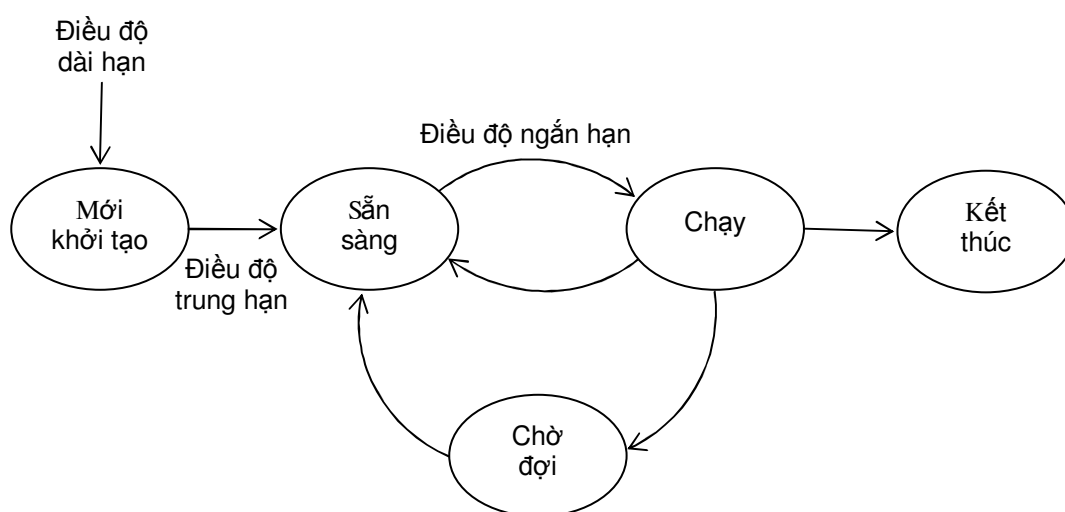 Điều độ
dài hạn
Điều độ ngắn hạn
Mới
khởi tạo
Sẵn
sàng
Chạy
Kết
thúc
Điều độ
trung hạn
Chờ
đợi